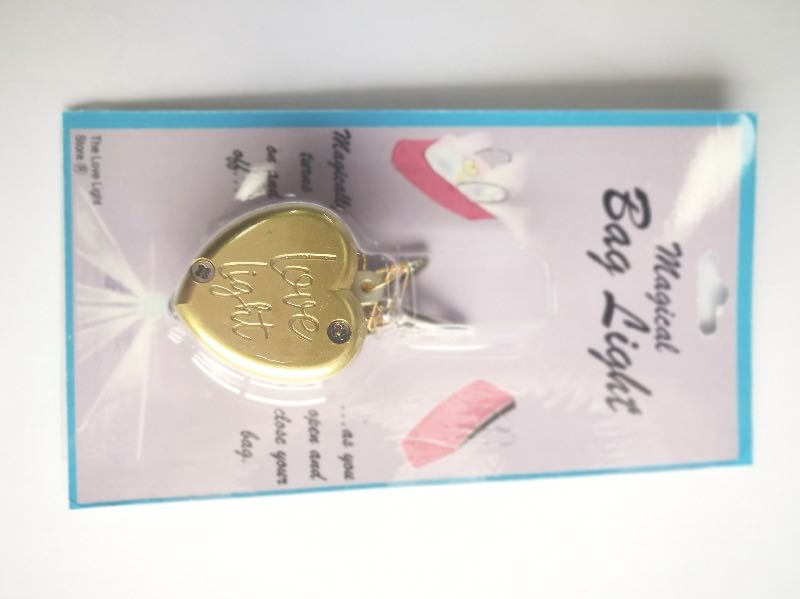 Magical
Bag Light
Magically
turns
on and
off...
...as you
open and
close your
bag.
Love
light
The Love Light
Store ®